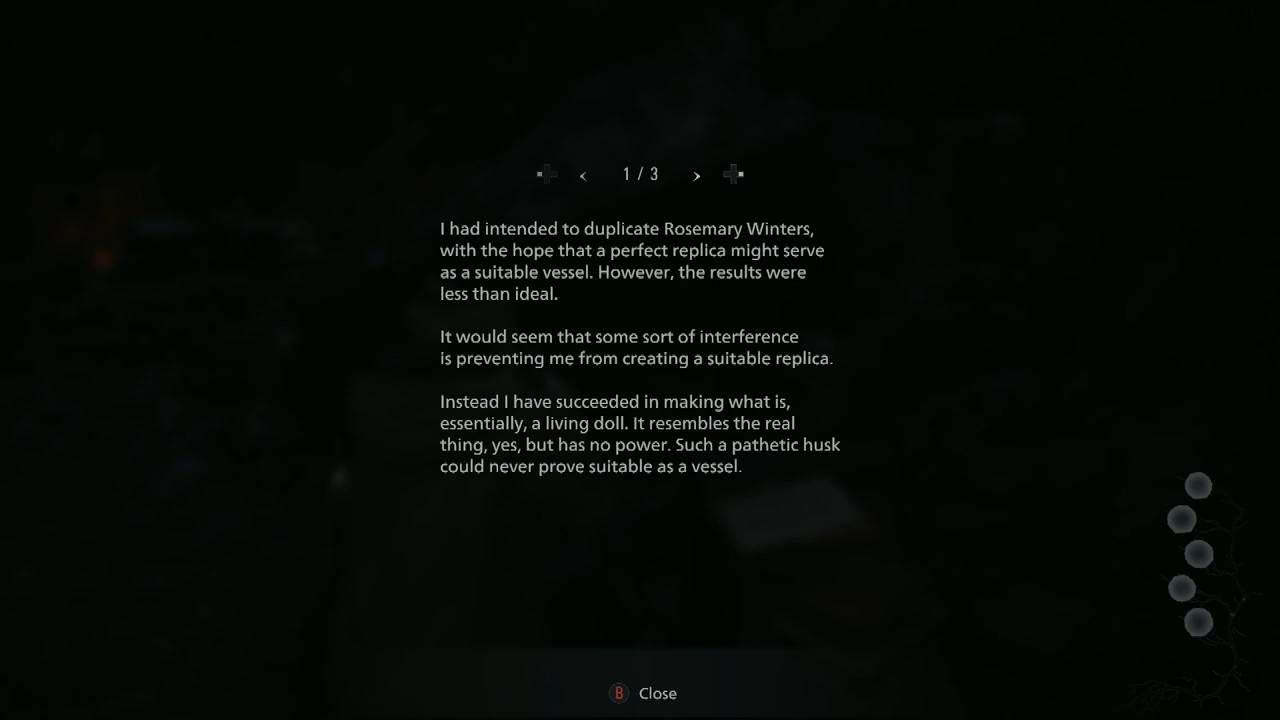 < 1 / 3 >
I had intended to duplicate Rosemary Winters,
with the hope that a perfect replica might serve
as a suitable vessel. However, the results were
less than ideal.
It would seem that some sort of interference
is preventing me from creating a suitable replica.
Instead I have succeeded in making what is,
essentially, a living doll. It resembles the real
thing, yes, but has no power. Such a pathetic husk
could never prove suitable as a vessel.
B Close